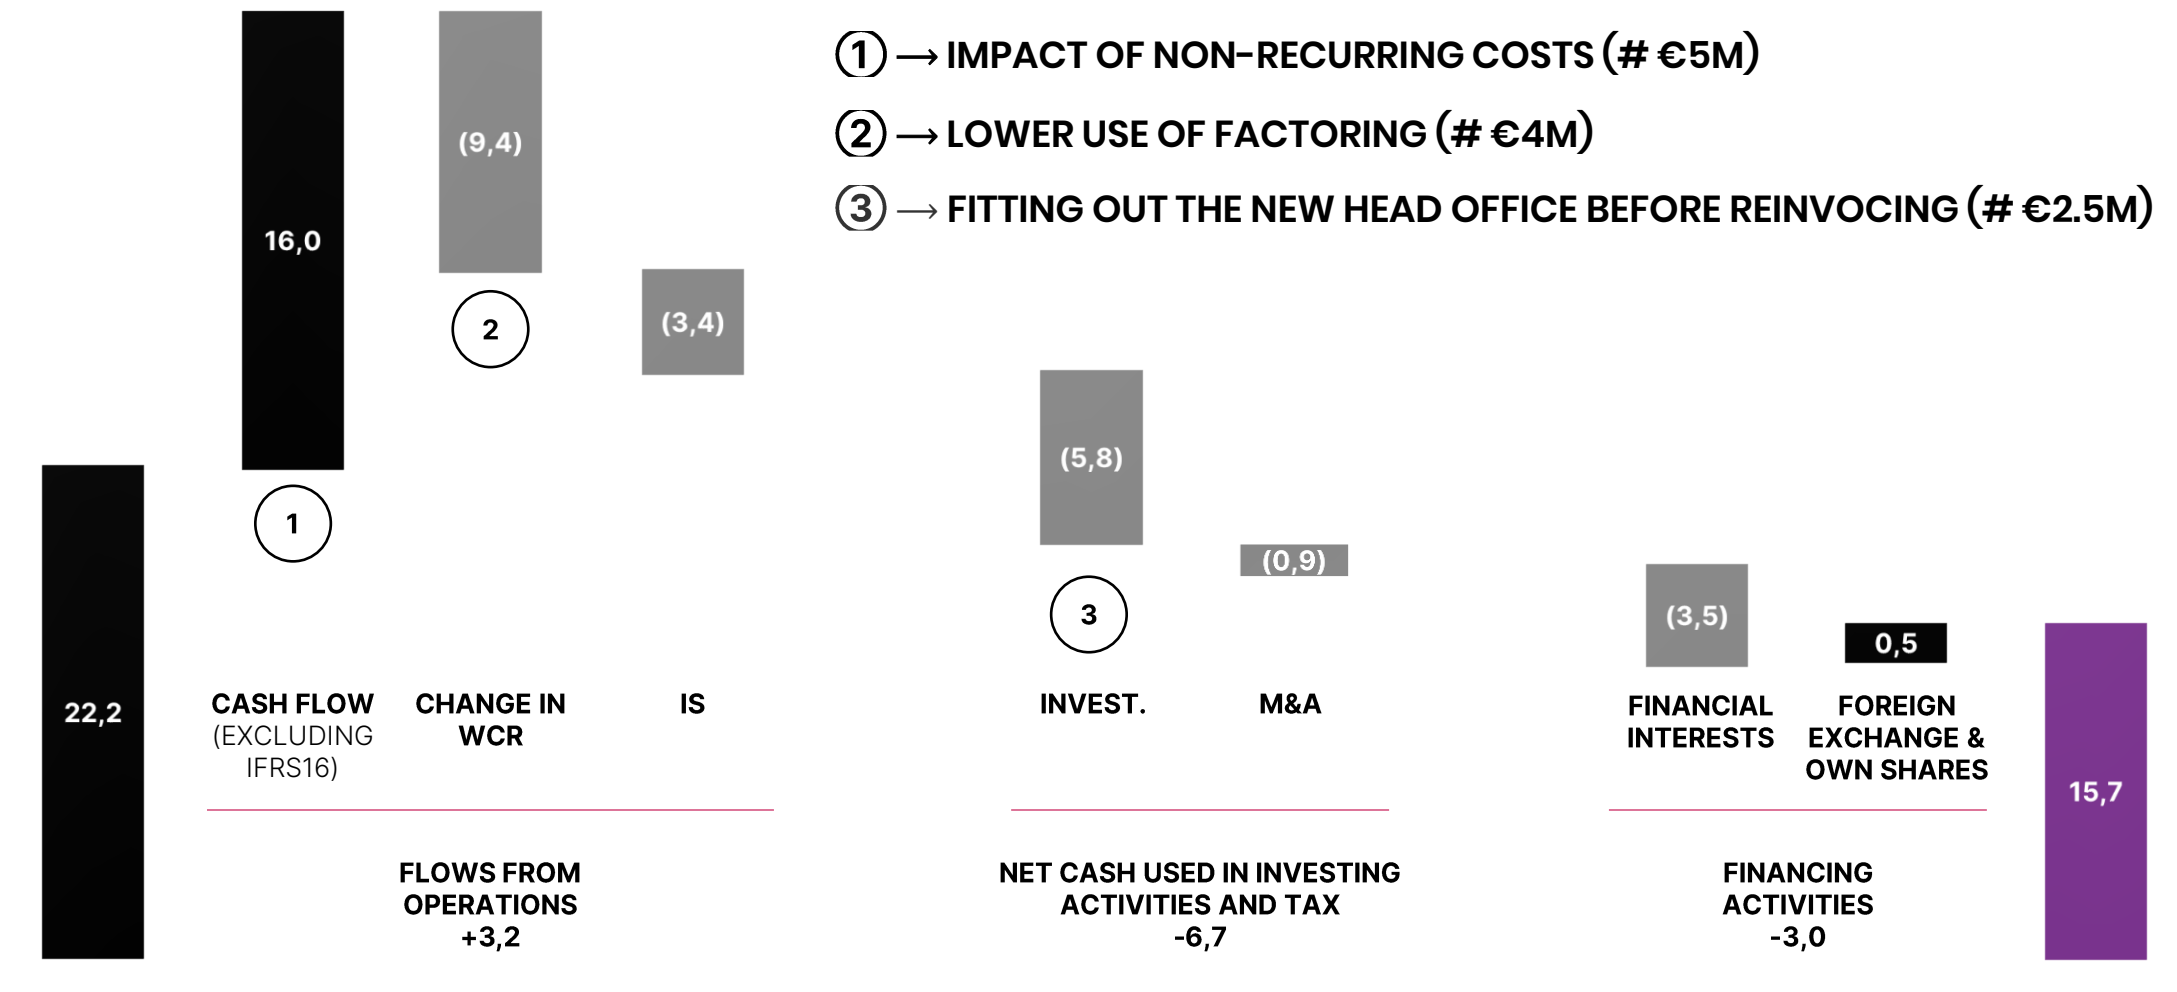 ① → IMPACT OF NON-RECURRING COSTS (# €5M)
② → LOWER USE OF FACTORING (# €4M)
③ → FITTING OUT THE NEW HEAD OFFICE BEFORE REINVOCING (# €2.5M)
(9,4)
16,0
2
(3,4)
(5,8)
1
(0,9)
3
(3,5)
0,5
22,2
CASH FLOW
(EXCLUDING
IFRS16)
CHANGE IN
WCR
IS
INVEST.
M&A
FINANCIAL
INTERESTS
FOREIGN
EXCHANGE &
OWN SHARES
15,7
FLOWS FROM
OPERATIONS
+3,2
NET CASH USED IN INVESTING
ACTIVITIES AND TAX
-6,7
FINANCING
ACTIVITIES
-3,0